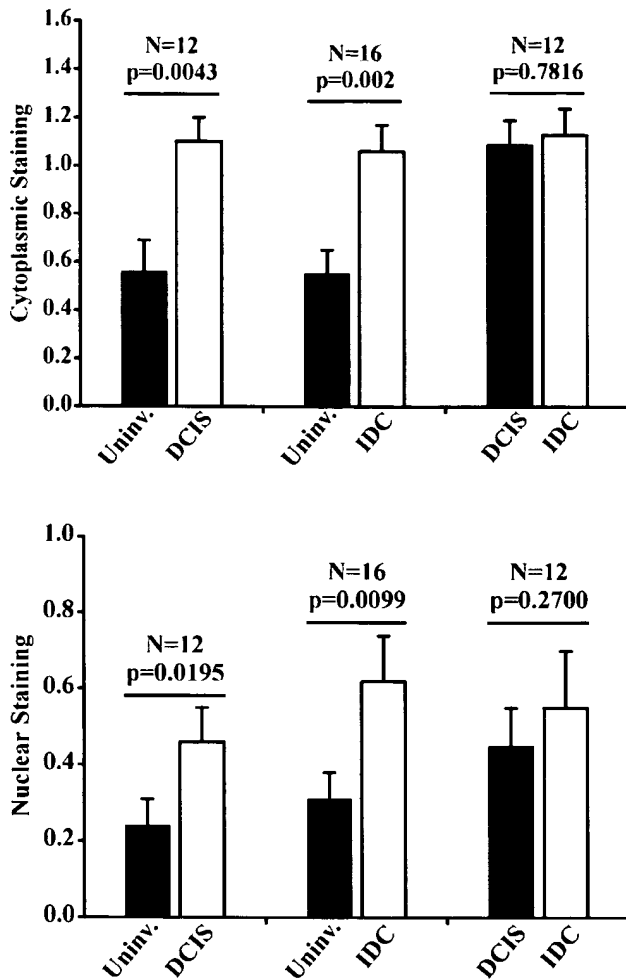 1.6
1.4
1.2
1.0
0.8
0.6
0.4
0.2
0.0
Cytoplasmic Staining
N=12
p=0.0043
N=16
p=0.002
N=12
p=0.7816
Uninv.
DCIS
Uninv.
IDC
DCIS
IDC
1.0
0.8
0.6
0.4
0.2
0.0
Nuclear Staining
N=12
p=0.0195
N=16
p=0.0099
N=12
p=0.2700
Uninv.
DCIS
Uninv.
IDC
DCIS
IDC